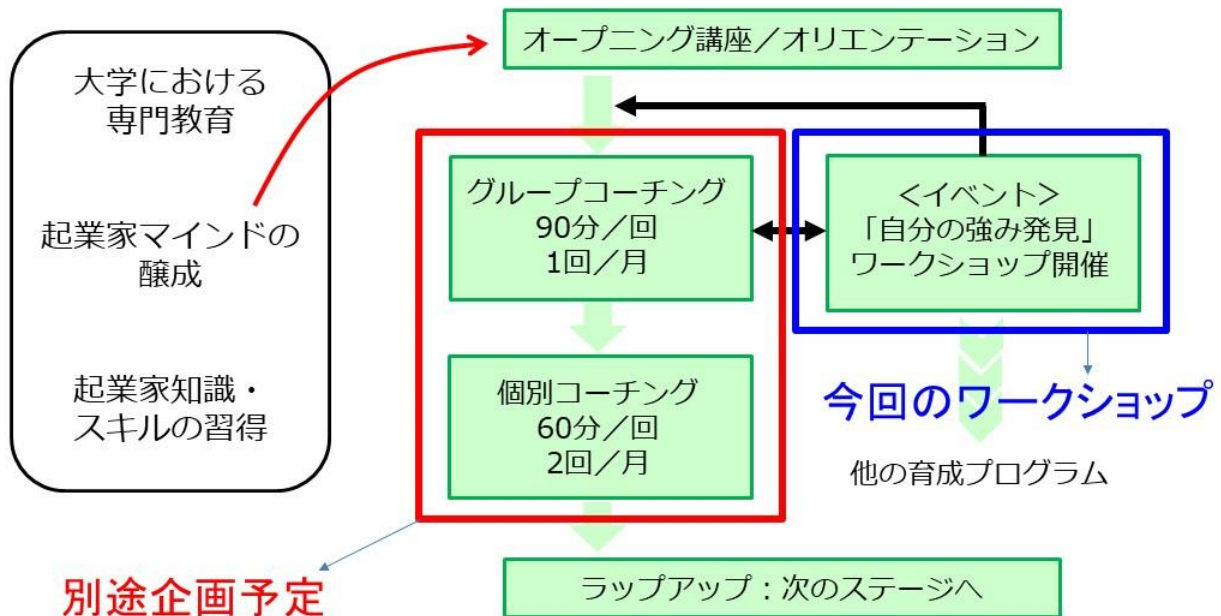 オープニング講座／オリエンテーション
大学における
専門教育
起業家マインドの
醸成
起業家知識・
スキルの習得
グループコーチング
90分／回
1回／月
＜イベント＞
「自分の強み発見」
ワークショップ開催
個別コーチング
60分／回
2回／月
今回のワークショップ
他の育成プログラム
別途企画予定
ラップアップ：次のステージへ